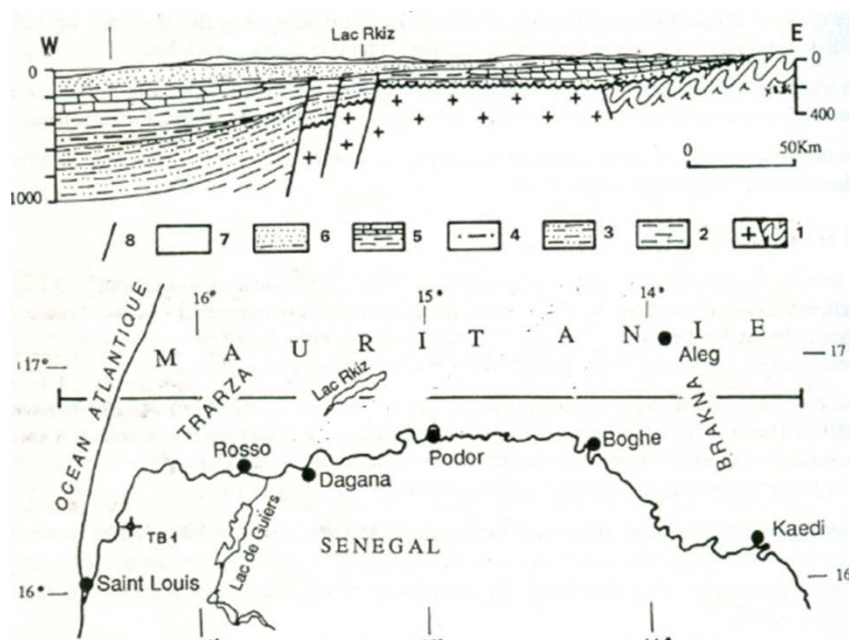 Lac Rkiz
W E
0 0
400
1000
0 50Km
8 7 6 5 4 3 2 1
16° 15° 14°
OCEAN ATLANTIQUE
M A U R I T A N I E
Aleg
17° 17°
TRARZA
Lac Rkiz
BRAKNA
Rosso
Dagana
Podor
Boghe
TB1
Lac de Guiers
SENEGAL
Kaedi
Saint Louis
16° 16